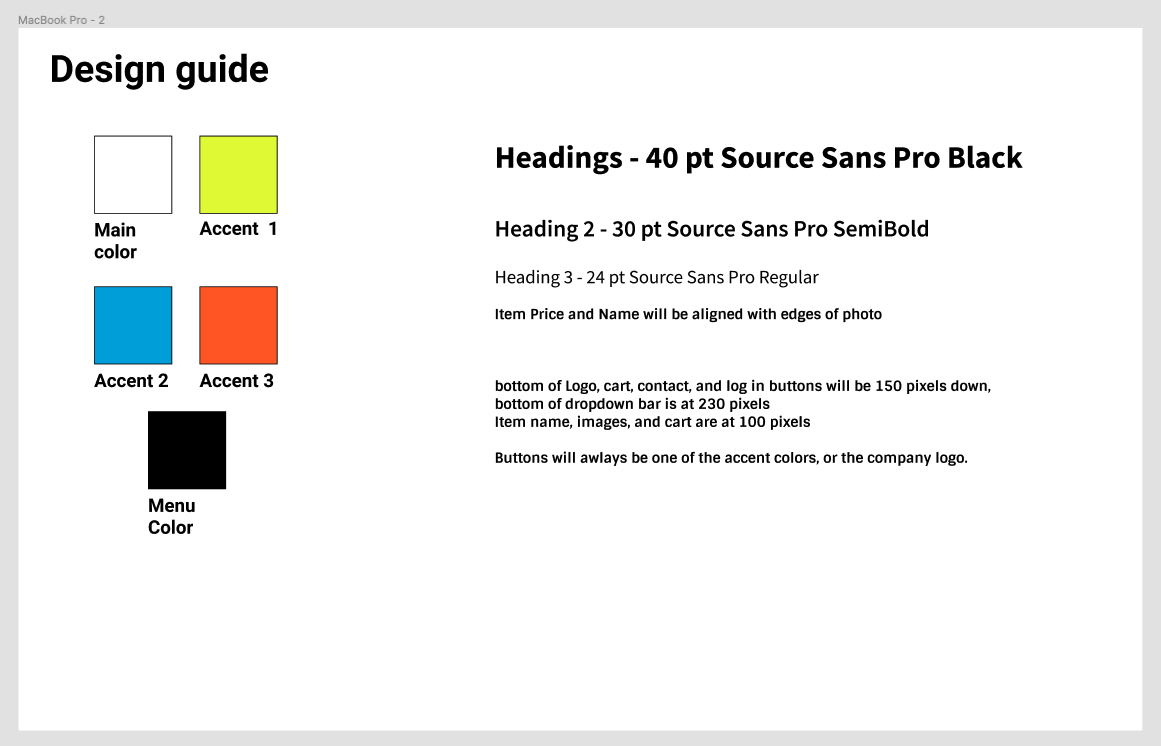 MacBook Pro - 2
Design guide
Main
color
Accent  1
Accent 2
Accent 3
Menu
Color
Headings - 40 pt Source Sans Pro Black
Heading 2 - 30 pt Source Sans Pro SemiBold
Heading 3 - 24 pt Source Sans Pro Regular
Item Price and Name will be aligned with edges of photo
bottom of Logo, cart, contact, and log in buttons will be 150 pixels down,
bottom of dropdown bar is at 230 pixels
Item name, images, and cart are at 100 pixels
Buttons will awlays be one of the accent colors, or the company logo.